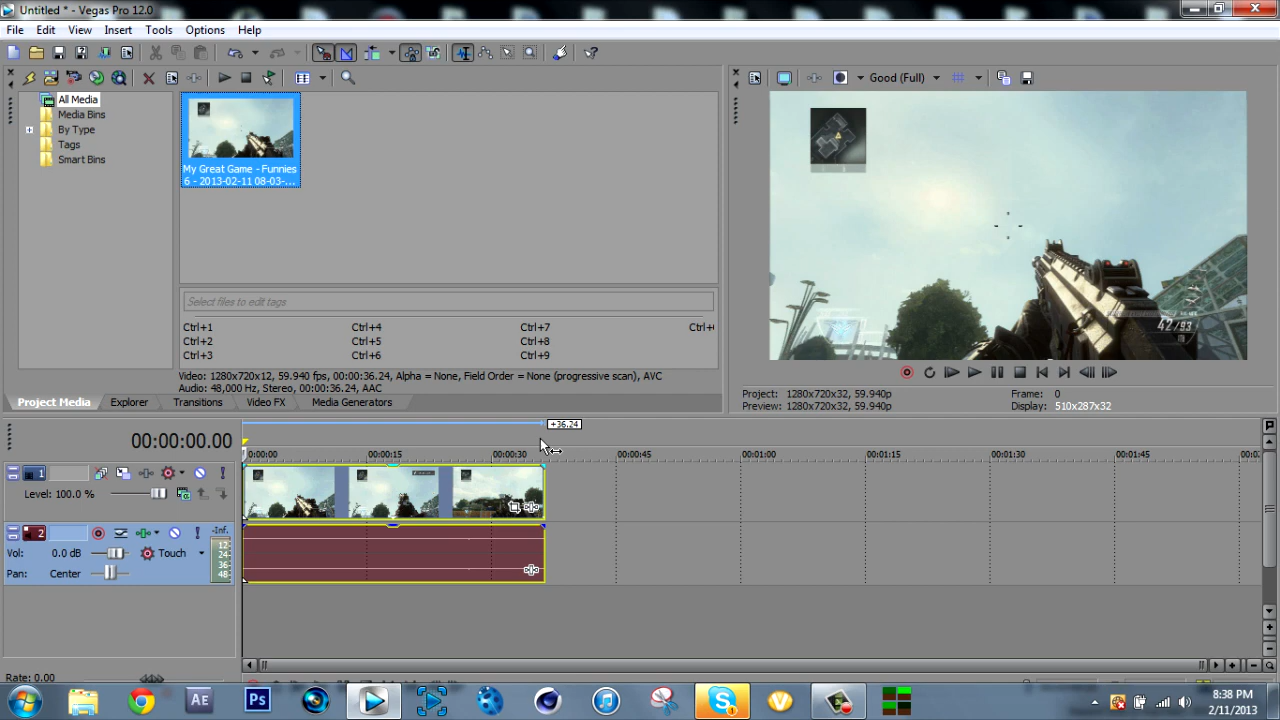 Untitled * - Vegas Pro 12.0
File Edit View Insert Tools Options Help
All Media
Media Bins
By Type
Tags
Smart Bins
My Great Game - Funnies
6 - 2013-02-11 08-03-...
Select files to edit tags
Ctrl+1 Ctrl+4 Ctrl+7
Ctrl+2 Ctrl+5 Ctrl+8
Ctrl+3 Ctrl+6 Ctrl+9
Video: 1280x720x12, 59.940 fps, 00:00:36.24, Alpha = None, Field Order = None (progressive scan), AVC
Audio: 48,000 Hz, Stereo, 00:00:36.24, AAC
Project Media Explorer Transitions Video FX Media Generators
Good (Full)
42/93
Project: 1280x720x32, 59.940p
Preview: 1280x720x32, 59.940p
Frame: 0
Display: 510x287x32
+36.24
00:00:00.00
0:00:00 00:00:15 00:00:30 00:00:45 00:01:00 00:01:15 00:01:30 00:01:45
1
Level: 100.0 %
2
-Inf.
Vol: 0.0 dB Touch
Pan: Center
12
24
36
48
Rate: 0.00
Ae Ps S 1 V
8:38 PM
2/11/2013